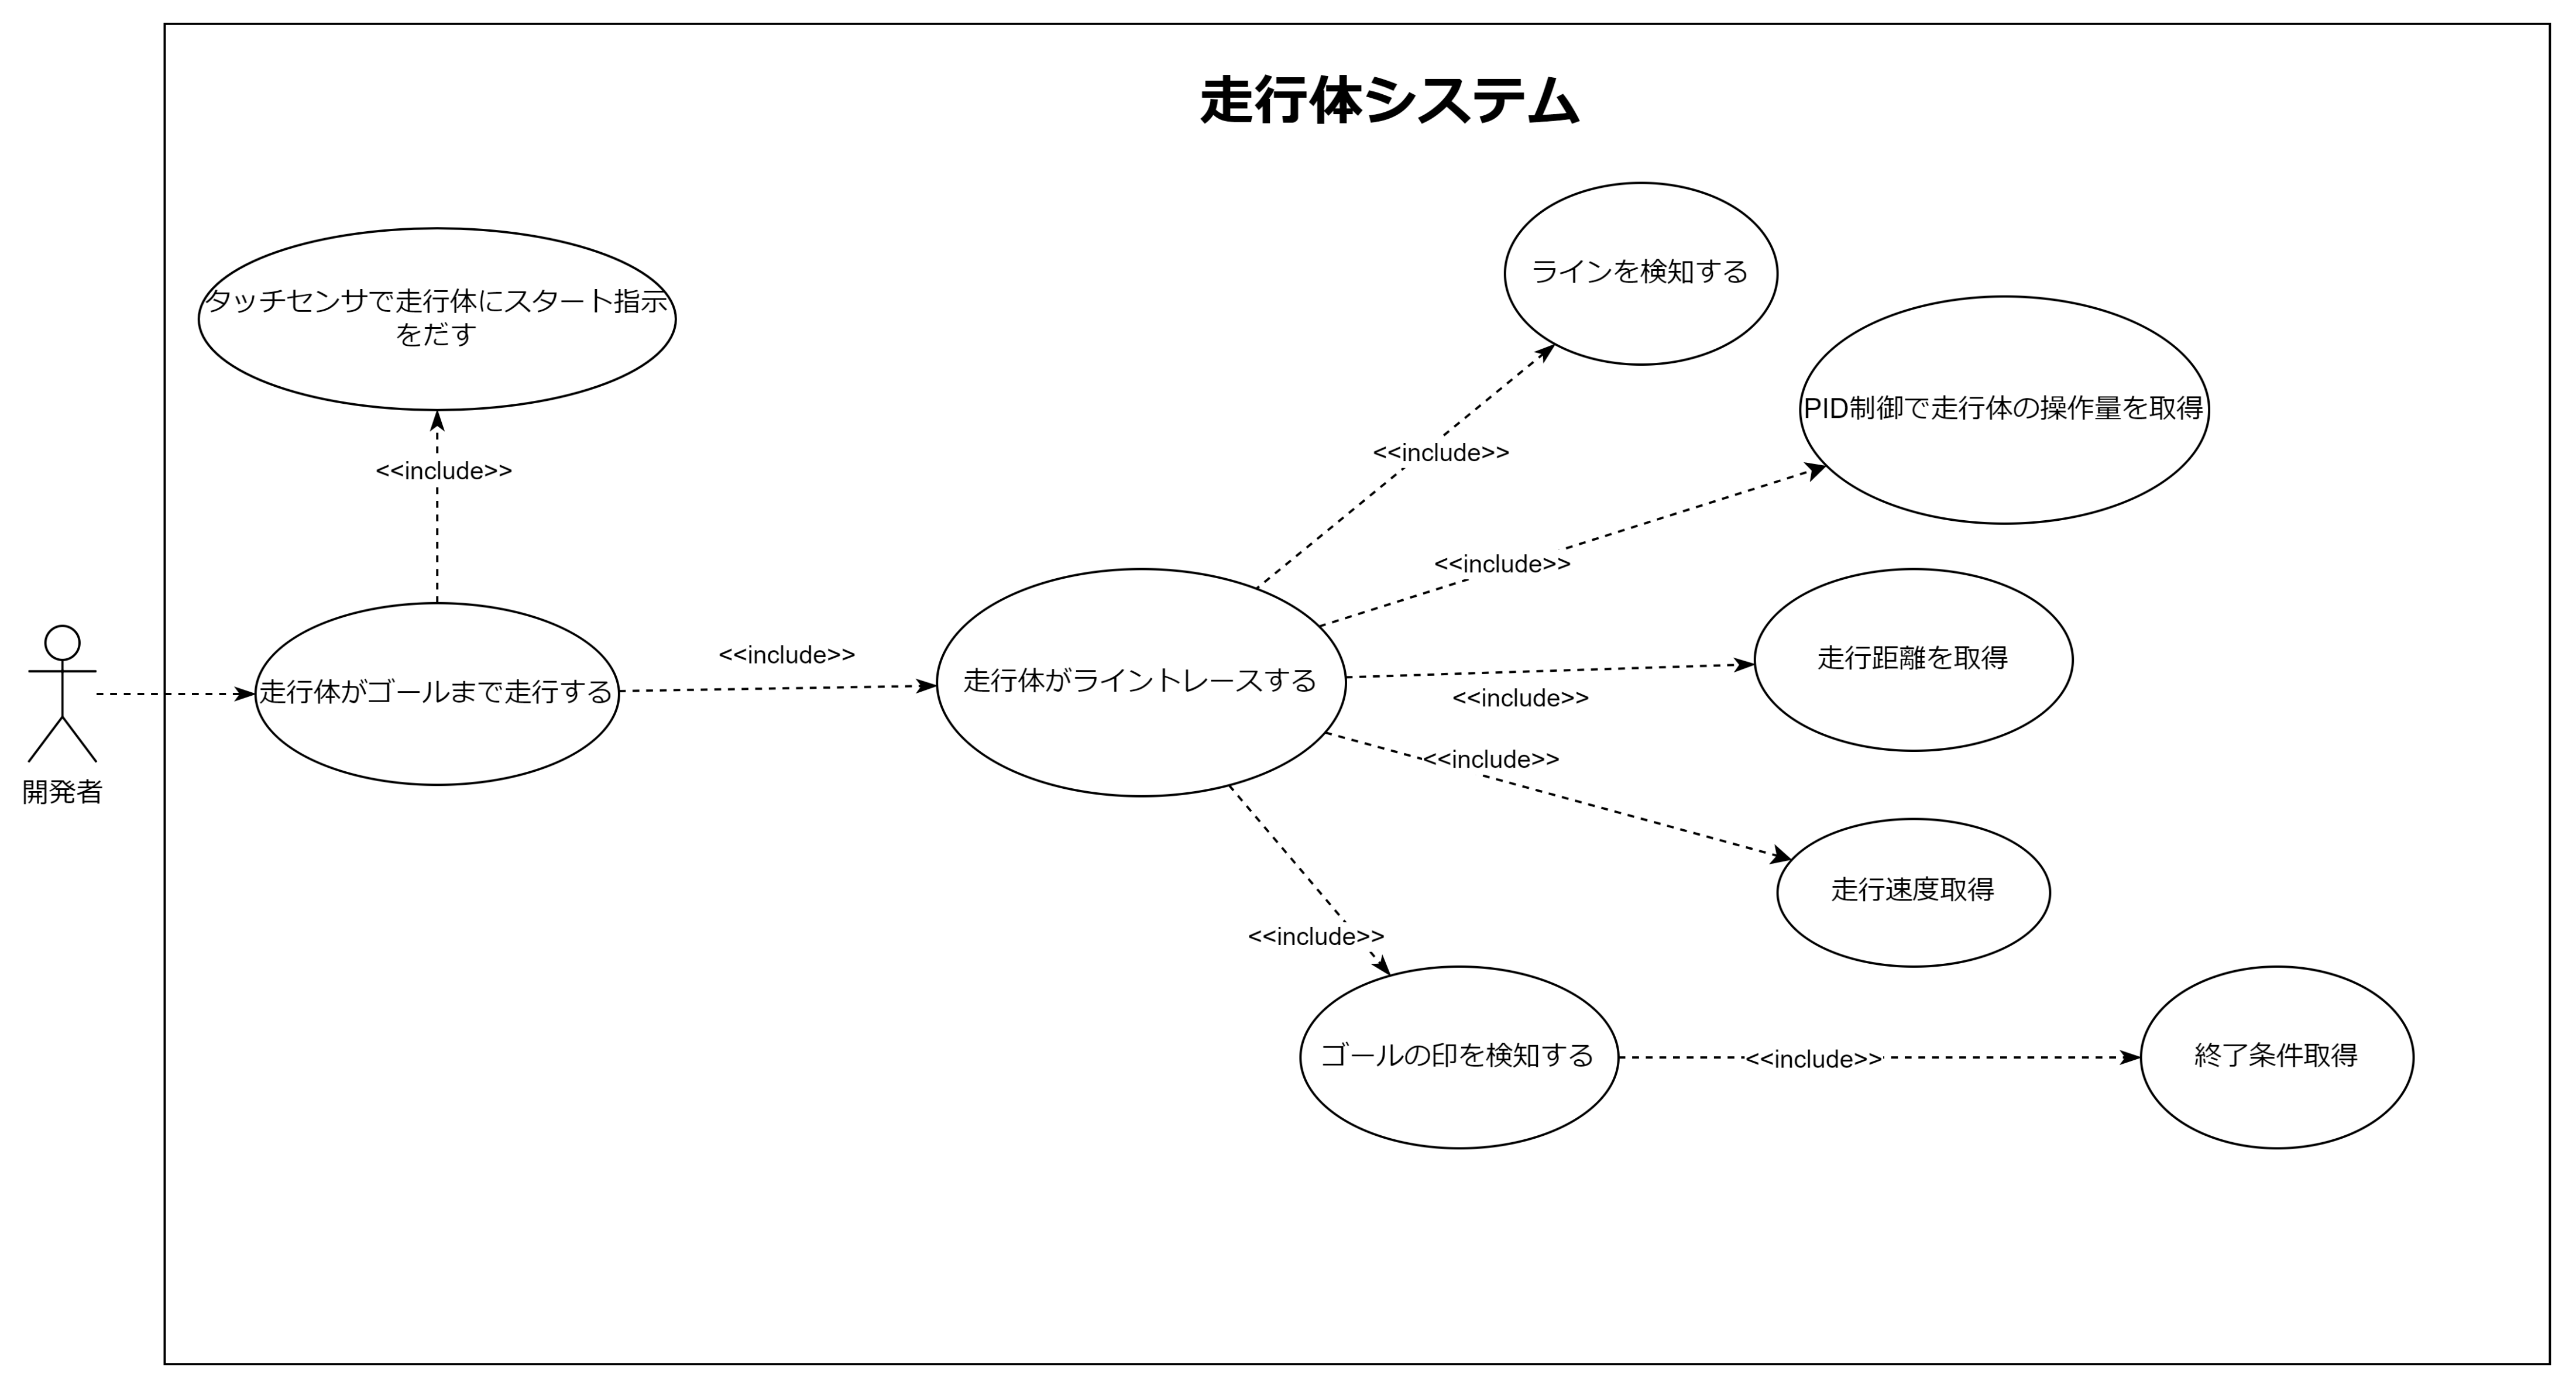 走行体システム
ラインを検知する
タッチセンサで走行体にスタート指示
をだす
PID制御で走行体の操作量を取得
<<include>>
<<include>>
<<include>>
<<include>>
走行距離を取得
走行体がラインントレースする
走行体がゴールまで走行する
<<include>>
<<include>>
開発者
走行速度取得
<<include>>
ゴールの印を検知する
<<include>>
終了条件取得